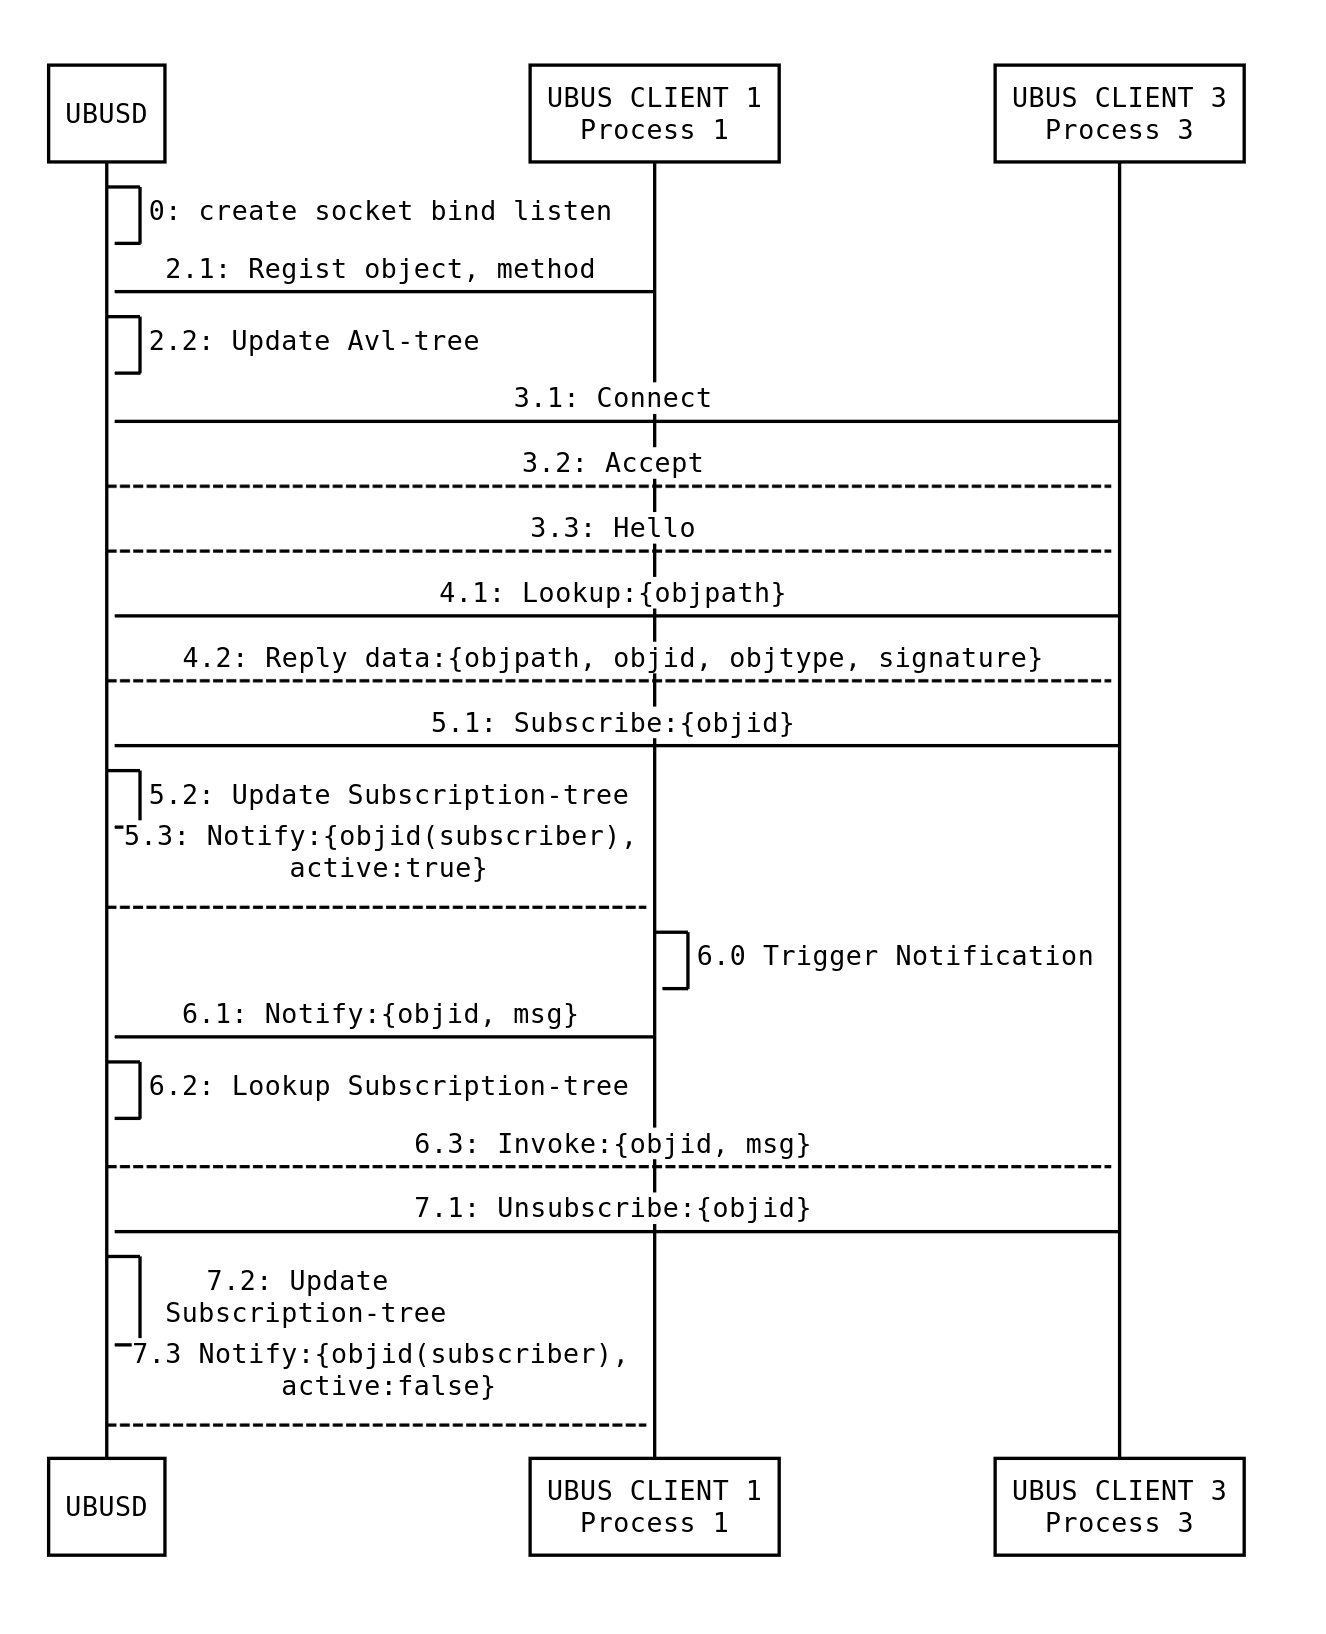 UBUSD
UBUS CLIENT 1
Process 1
UBUS CLIENT 3
Process 3
0: create socket bind listen
2.1: Regist object, method
2.2: Update Avl-tree
3.1: Connect
3.2: Accept
3.3: Hello
4.1: Lookup:{objpath}
4.2: Reply data:{objpath, objid, objtype, signature}
5.1: Subscribe:{objid}
5.2: Update Subscription-tree
5.3: Notify:{objid(subscriber),
active:true}
6.0 Trigger Notification
6.1: Notify:{objid, msg}
6.2: Lookup Subscription-tree
6.3: Invoke:{objid, msg}
7.1: Unsubscribe:{objid}
7.2: Update
Subscription-tree
7.3 Notify:{objid(subscriber),
active:false}
UBUSD
UBUS CLIENT 1
Process 1
UBUS CLIENT 3
Process 3